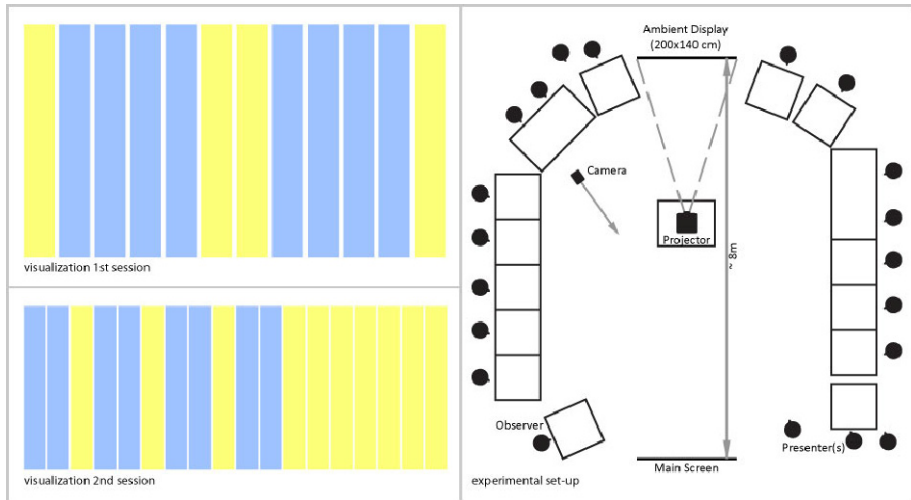 visualization 1st session
visualization 2nd session
Ambient Display
(200x140 cm)
Camera
Projector
~ 8m
Observer
Presenter(s)
Main Screen
experimental set-up